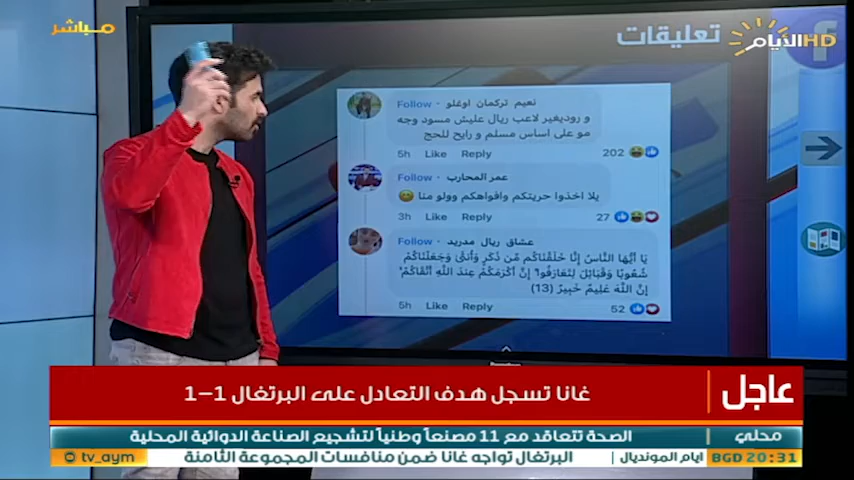 مباشر
تعليقات
الأيام HD
نعيم تركمان اوغلو · Follow
و روديغير لاعب ريال عليش مسود وجه
مو على اساس مسلم و رايح للحج
5h Like Reply 202
عمر المحارب · Follow
يلا اخذوا حريتكم وافواهكم وولو منا
3h Like Reply 27
عشاق ريال مدريد · Follow
يَا أَيُّهَا النَّاسُ إِنَّا خَلَقْنَاكُم مِّن ذَكَرٍ وَأُنثَىٰ وَجَعَلْنَاكُمْ
شُعُوبًا وَقَبَائِلَ لِتَعَارَفُوا ۚ إِنَّ أَكْرَمَكُمْ عِندَ اللَّهِ أَتْقَاكُمْ ۚ
إِنَّ اللَّهَ عَلِيمٌ خَبِيرٌ (13)
5h Like Reply 52
عاجل
غانا تسجل هدف التعادل على البرتغال 1-1
محلي
الصحة تتعاقد مع 11 مصنعاً وطنياً لتشجيع الصناعة الدوائية المحلية
BGD 20:31
ايام المونديال
البرتغال تواجه غانا ضمن منافسات المجموعة الثامنة
tv_aym